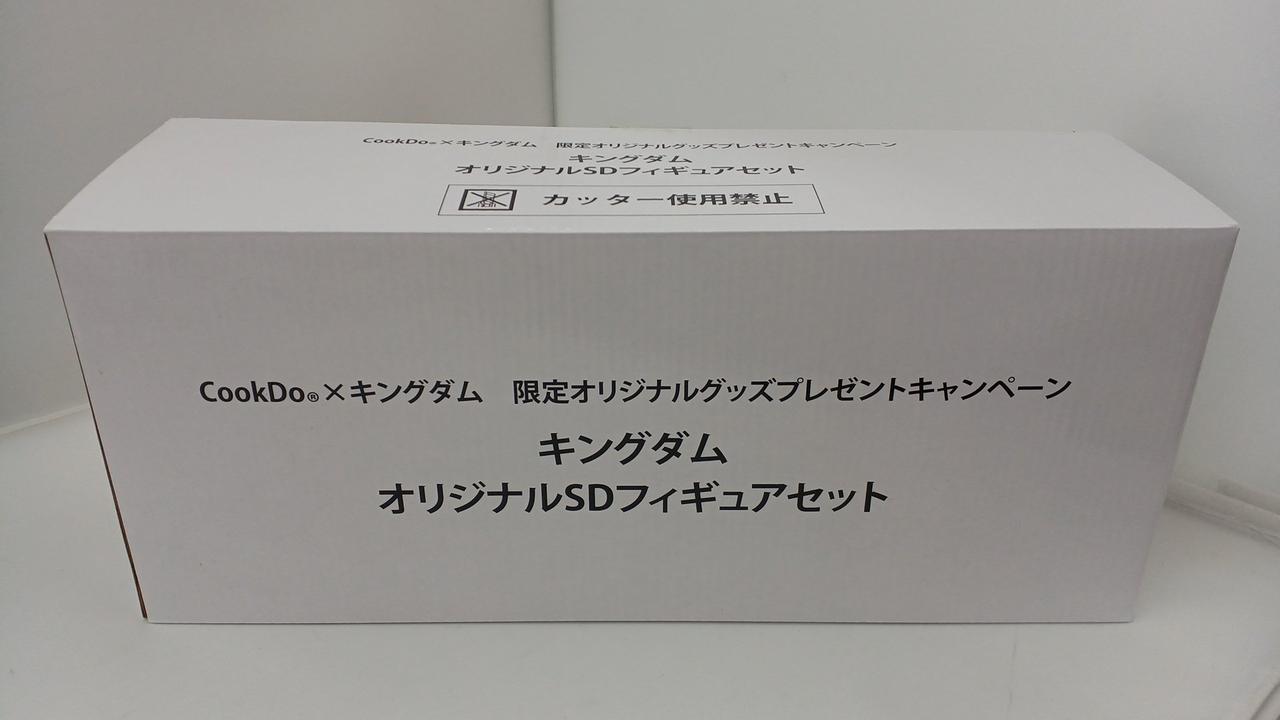 CookDo®×キングダム 限定オリジナルグッズプレゼントキャンペーン
キングダム
オリジナルSDフィギュアセット
カッター使用禁止
CookDo®×キングダム 限定オリジナルグッズプレゼントキャンペーン
キングダム
オリジナルSDフィギュアセット